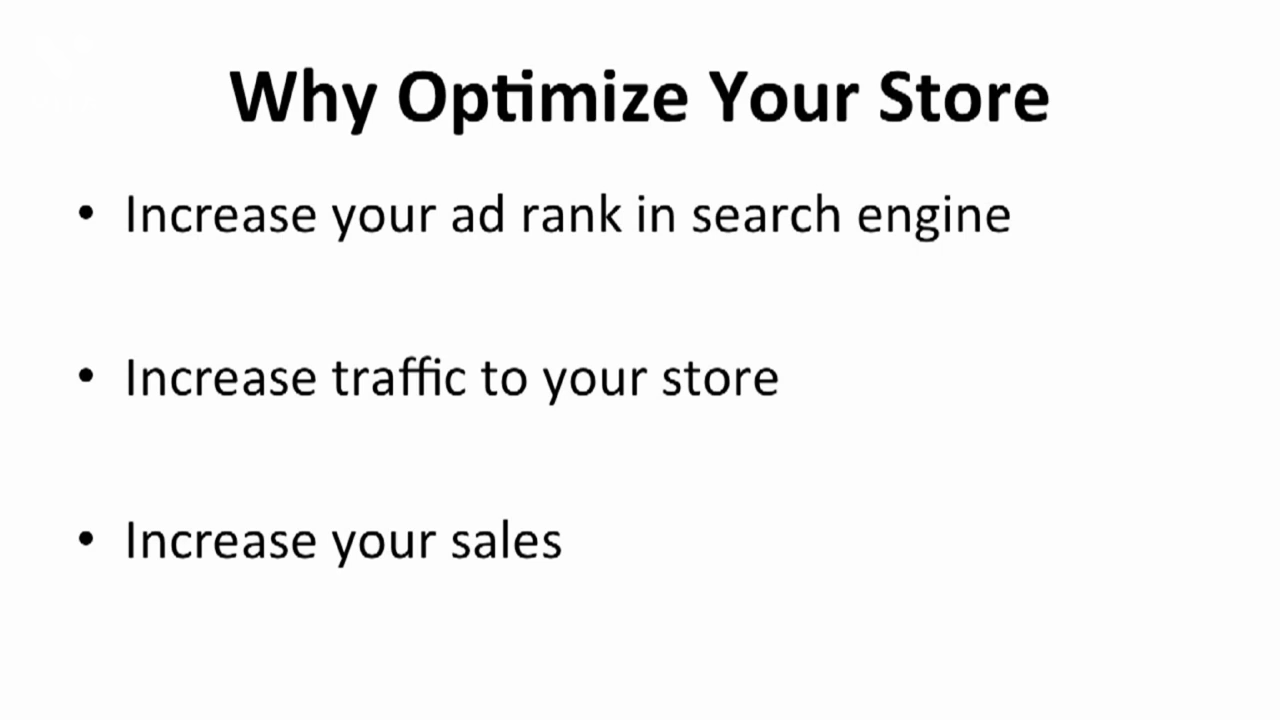 Why Optimize Your Store
• Increase your ad rank in search engine
• Increase traffic to your store
• Increase your sales